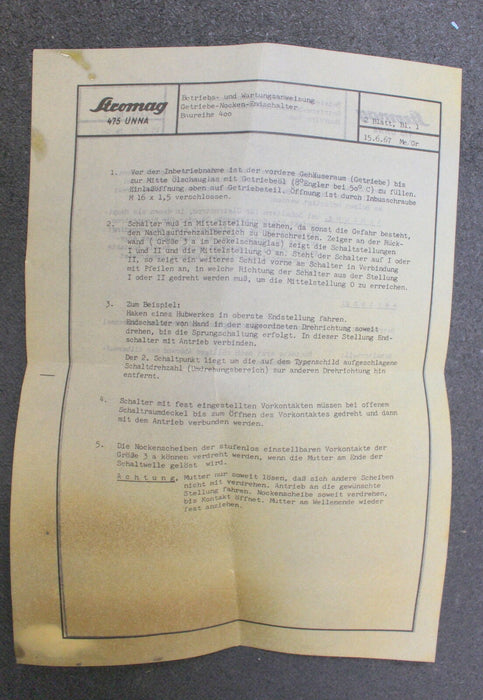 Stromag
475 UNNA
Betriebs- und Wartungsanweisung
Getriebe-Nocken-Endschalter
Baureihe 4oo
2 Blatt, Bl. 1
15.6.67 Me/Gr
1. Vor der Inbetriebnahme ist der vordere Gehäuseraum (Getriebe) bis
zur Mitte Ölschauglas mit Getriebeöl (8°Engler bei 50° C) zu füllen.
Einlaßöffnung oben auf Getriebeteil. Öffnung ist durch Inbusschraube
M 16 x 1,5 verschlossen.
2. Schalter muß in Mittelstellung stehen, da sonst die Gefahr besteht,
den Nachlaufdrehzahlbereich zu überschreiten. Zeiger an der Rück-
wand ( Größe 3 a im Deckelschauglas) zeigt die Schaltstellungen
I und II und die Mittelstellung O an. Steht der Schalter auf I oder
II, so zeigt ein weiteres Schild vorne am Schalter in Verbindung
mit Pfeilen an, in welche Richtung der Schalter aus der Stellung
I oder II gedreht werden muß, um die Mittelstellung O zu erreichen.
3. Zum Beispiel:
Haken eines Hubwerkes in oberste Endstellung fahren.
Endschalter von Hand in der zugeordneten Drehrichtung soweit
drehen, bis die Sprungschaltung erfolgt. In dieser Stellung End-
schalter mit Antrieb verbinden.
Der 2. Schaltpunkt liegt um die auf dem Typenschild aufgeschlagene
Schaltdrehzahl (Umdrehungsbereich) zur anderen Drehrichtung hin
entfernt.
4. Schalter mit fest eingestellten Vorkontakten müssen bei offenem
Schaltraumdeckel bis zum Öffnen des Vorkontaktes gedreht und dann
mit dem Antrieb verbunden werden.
5. Die Nockenscheiben der stufenlos einstellbaren Vorkontakte der
Größe 3 a können verdreht werden, wenn die Mutter am Ende der
Schaltwelle gelöst wird.
A c h t u n g, Mutter nur soweit lösen, daß sich andere Scheiben
nicht mit verdrehen. Antrieb an die gewünschte
Stellung fahren. Nockenscheibe soweit verdrehen,
bis Kontakt öffnet. Mutter am Wellenende wieder
fest anziehen.